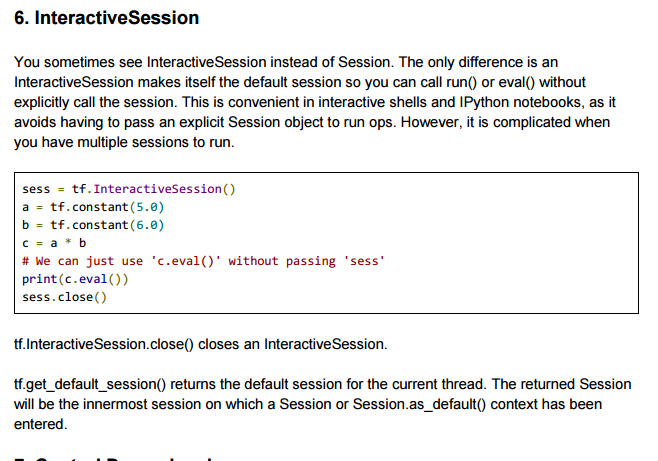 6. InteractiveSession
You sometimes see InteractiveSession instead of Session. The only difference is an
InteractiveSession makes itself the default session so you can call run() or eval() without
explicitly call the session. This is convenient in interactive shells and IPython notebooks, as it
avoids having to pass an explicit Session object to run ops. However, it is complicated when
you have multiple sessions to run.
sess = tf.InteractiveSession()
a = tf.constant(5.0)
b = tf.constant(6.0)
c = a * b
# We can just use 'c.eval()' without passing 'sess'
print(c.eval())
sess.close()
tf.InteractiveSession.close() closes an InteractiveSession.
tf.get_default_session() returns the default session for the current thread. The returned Session
will be the innermost session on which a Session or Session.as_default() context has been
entered.